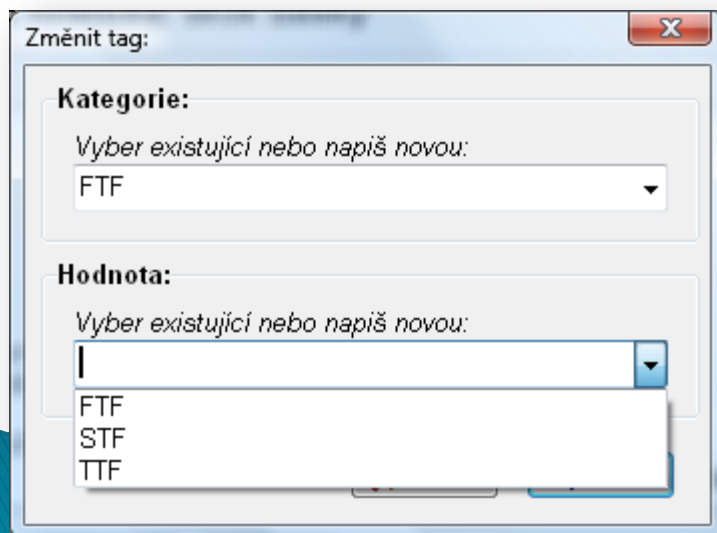 Změnit tag:
Kategorie:
Vyber existující nebo napiš novou:
FTF
Hodnota:
Vyber existující nebo napiš novou:
FTF
STF
TTF